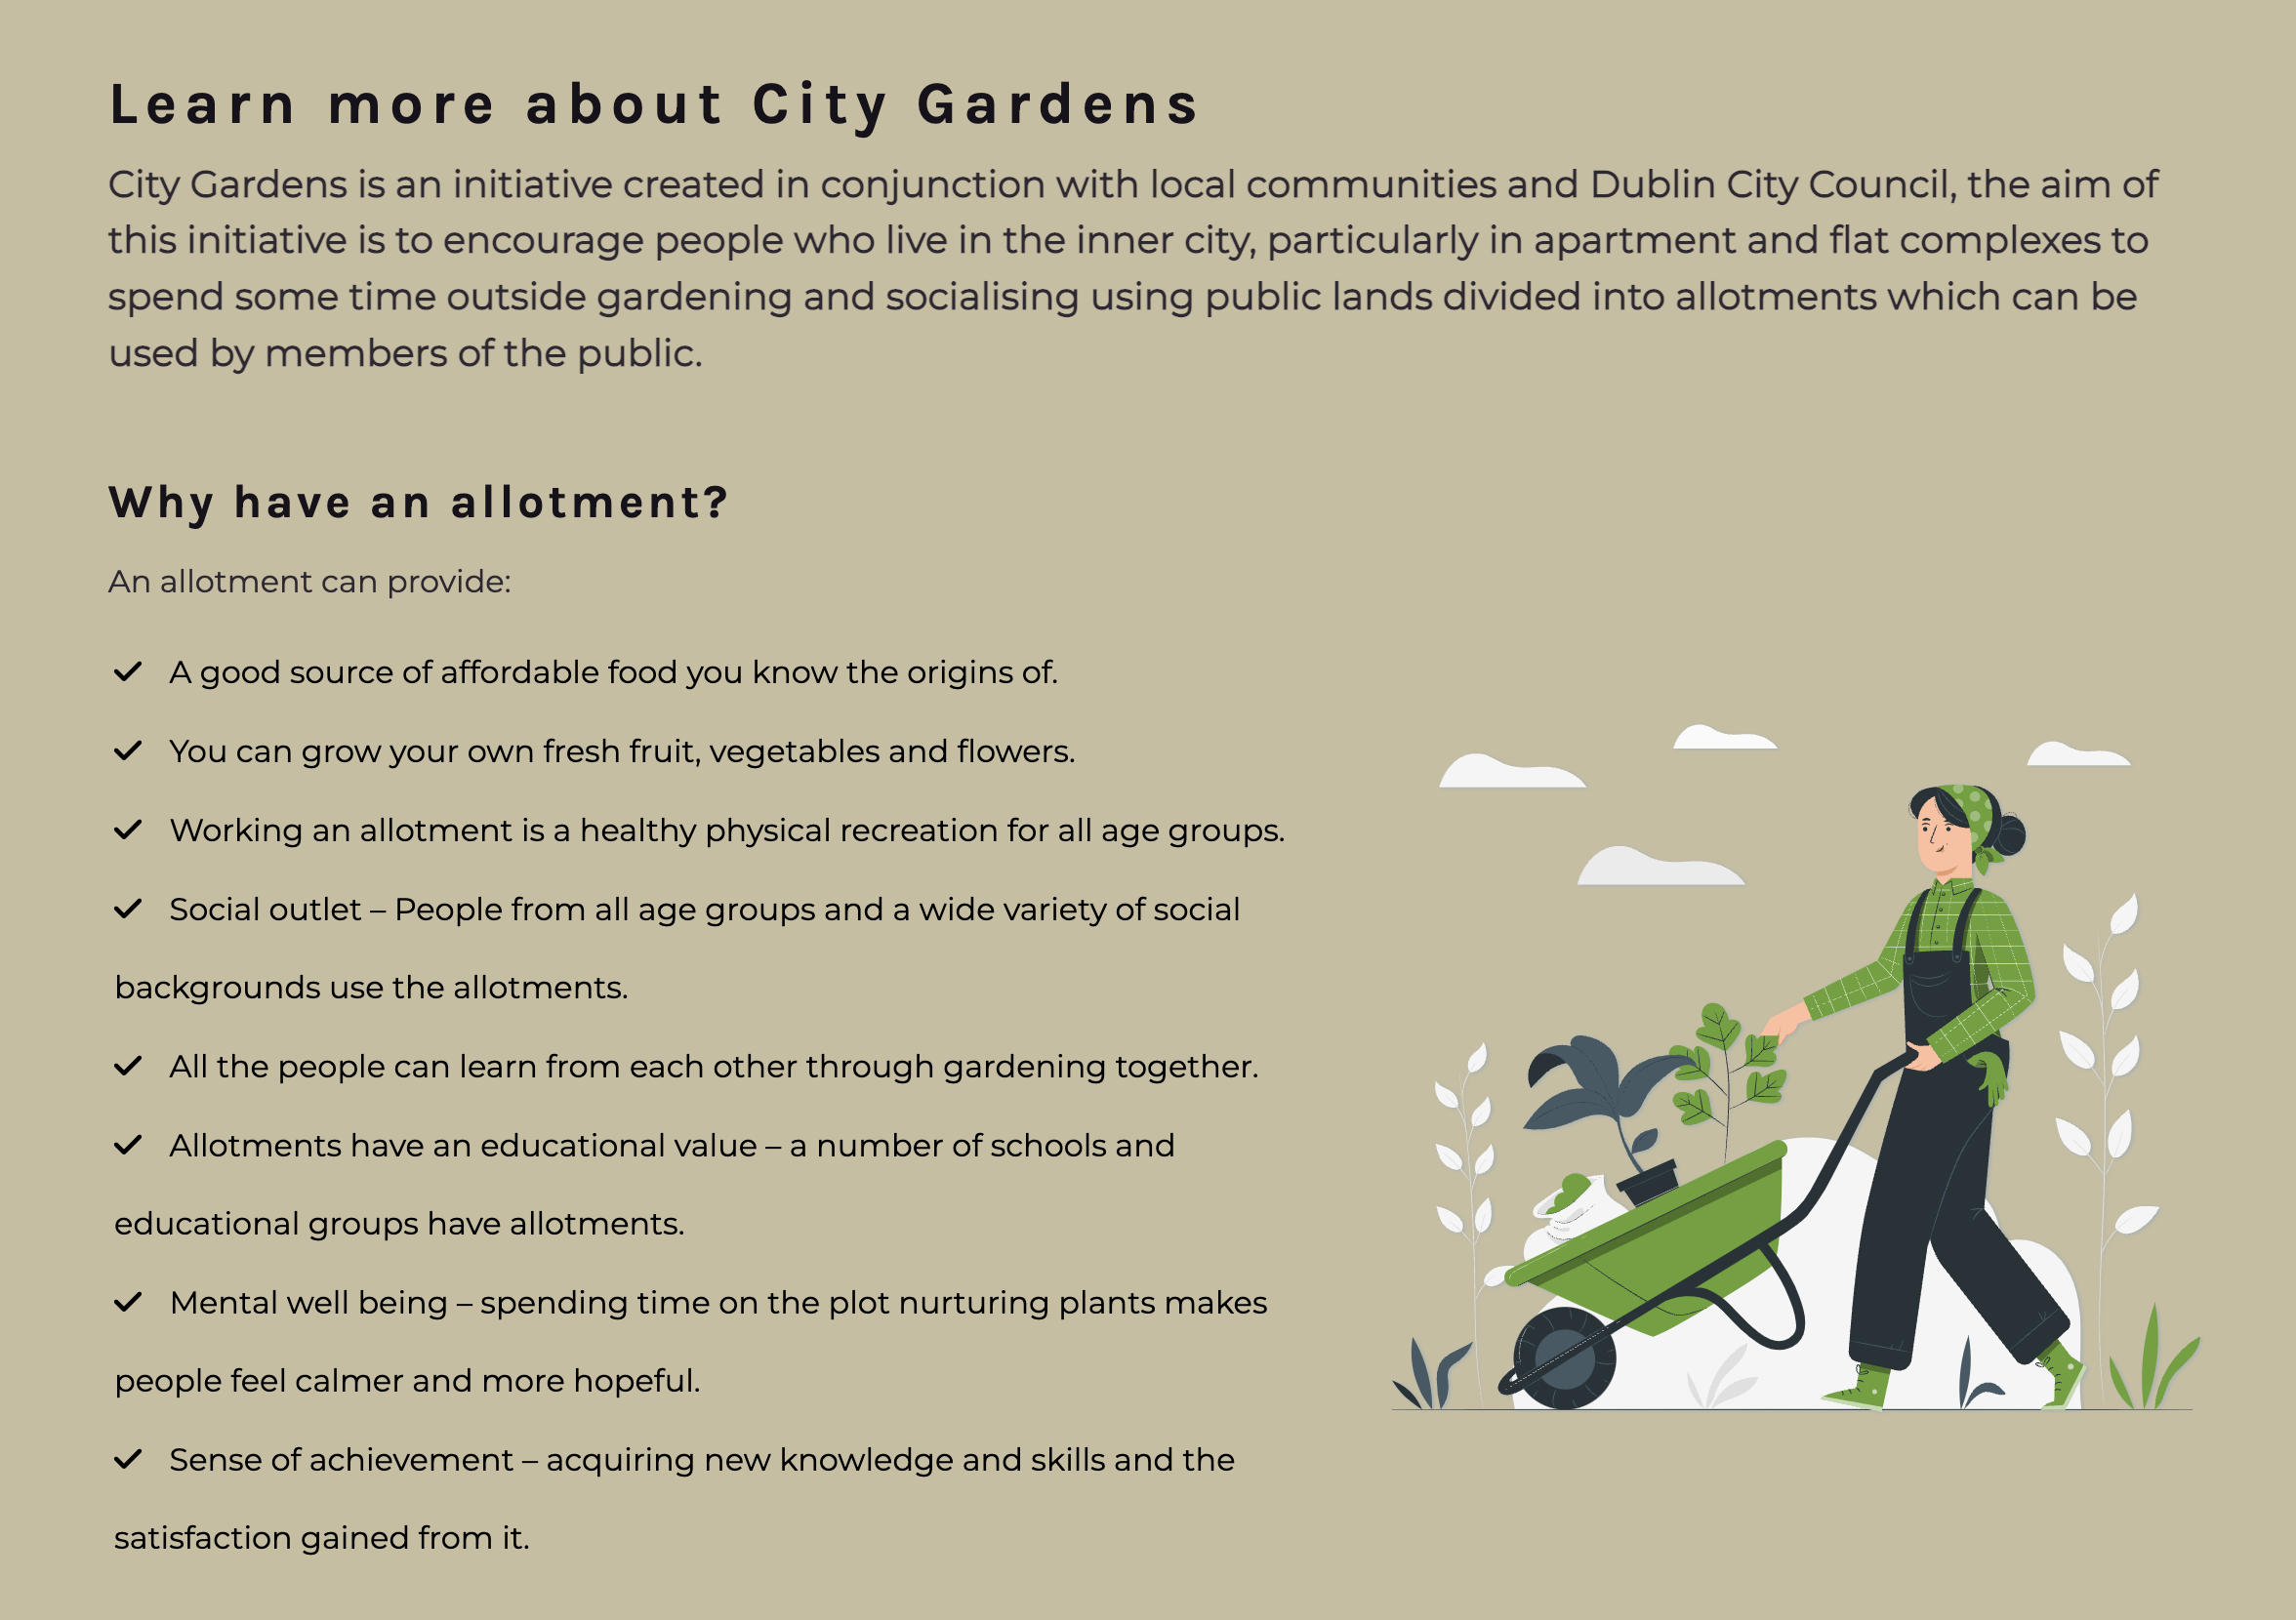 Learn more about City Gardens
City Gardens is an initiative created in conjunction with local communities and Dublin City Council, the aim of
this initiative is to encourage people who live in the inner city, particularly in apartment and flat complexes to
spend some time outside gardening and socialising using public lands divided into allotments which can be
used by members of the public.
Why have an allotment?
An allotment can provide:
✓ A good source of affordable food you know the origins of.
✓ You can grow your own fresh fruit, vegetables and flowers.
✓ Working an allotment is a healthy physical recreation for all age groups.
✓ Social outlet – People from all age groups and a wide variety of social
backgrounds use the allotments.
✓ All the people can learn from each other through gardening together.
✓ Allotments have an educational value – a number of schools and
educational groups have allotments.
✓ Mental well being – spending time on the plot nurturing plants makes
people feel calmer and more hopeful.
✓ Sense of achievement – acquiring new knowledge and skills and the
satisfaction gained from it.